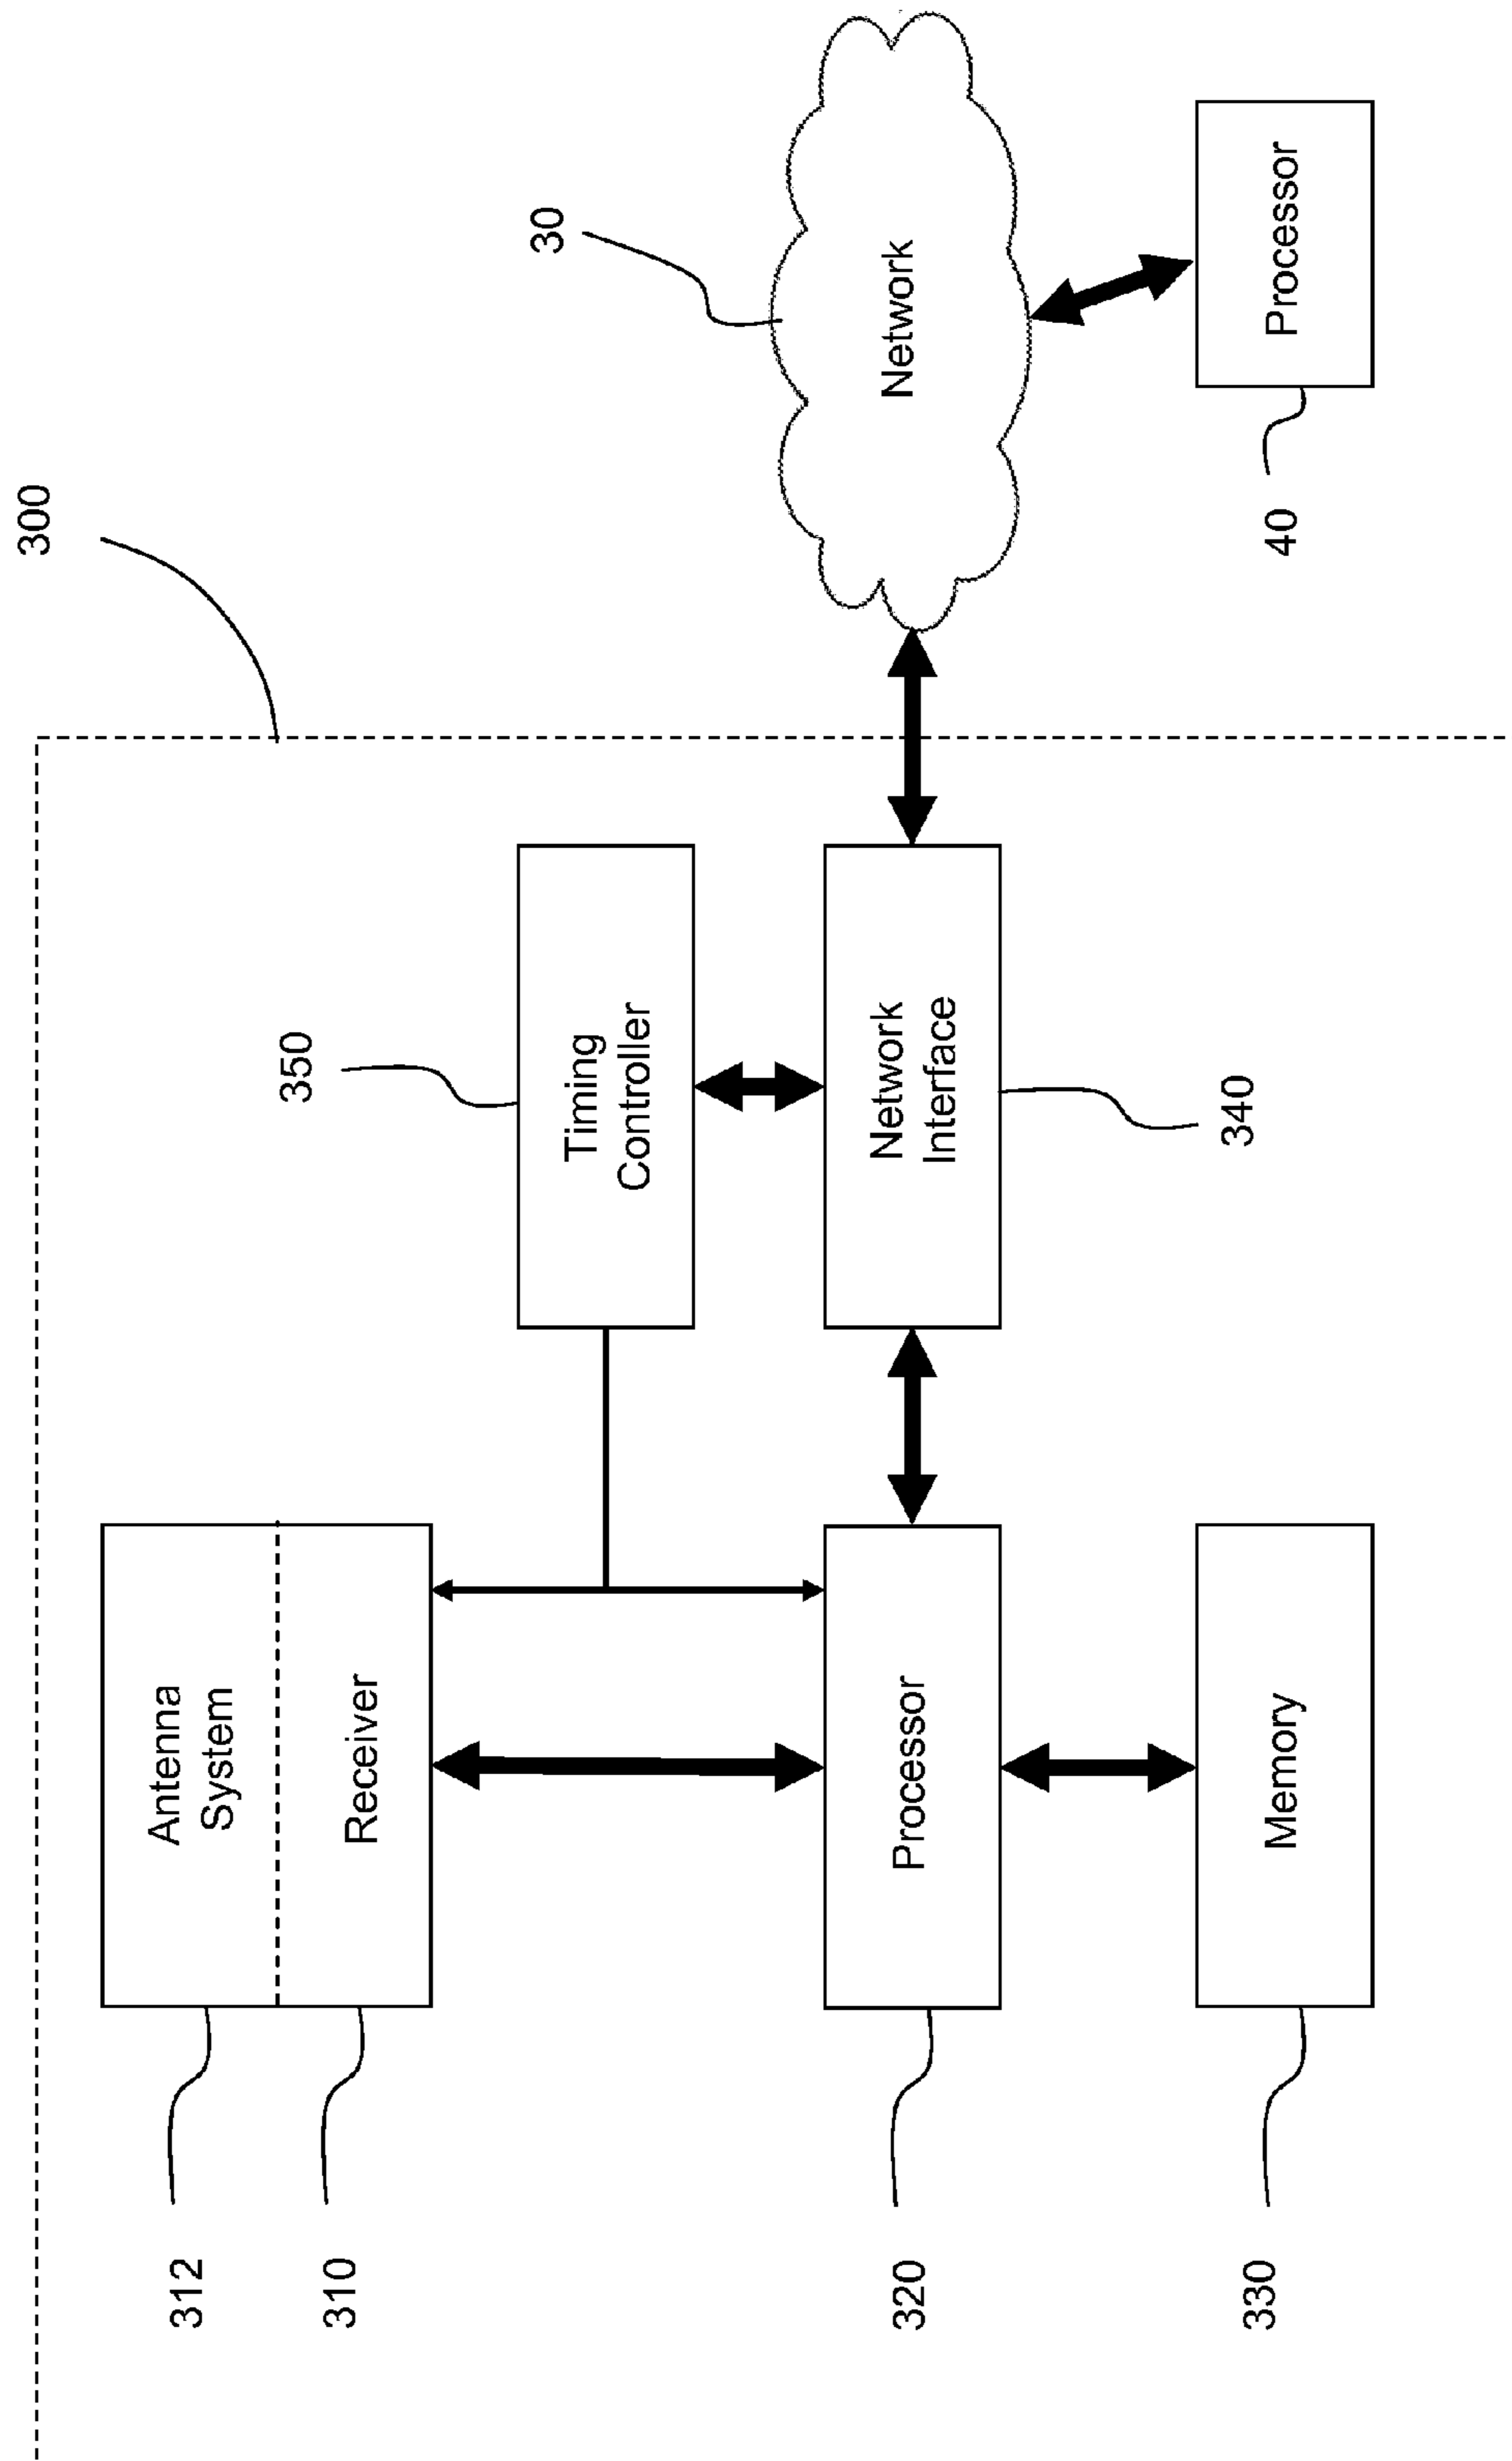 300
312
Antenna
System
310
Receiver
350
Timing
Controller
30
Network
320
Processor
Network
Interface
340
330
Memory
40
Processor